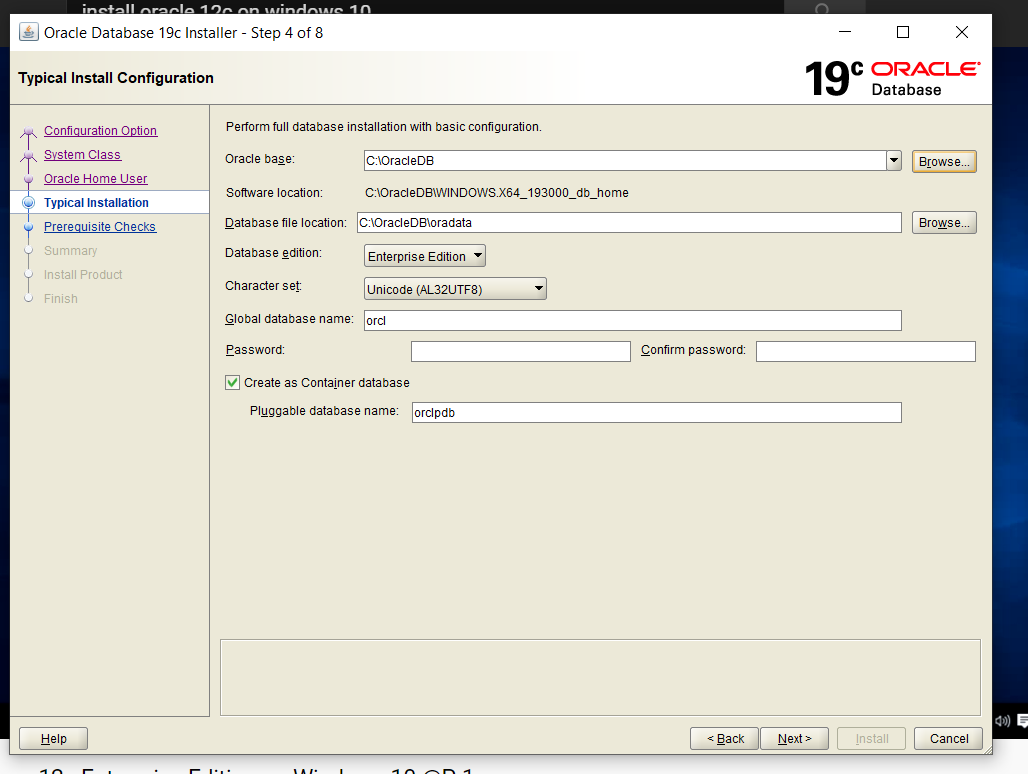 install oracle 12c on windows 10
Oracle Database 19c Installer - Step 4 of 8
Typical Install Configuration
19c ORACLE Database
Configuration Option
System Class
Oracle Home User
Typical Installation
Prerequisite Checks
Summary
Install Product
Finish
Perform full database installation with basic configuration.
Oracle base: C:\OracleDB Browse...
Software location: C:\OracleDB\WINDOWS.X64_193000_db_home
Database file location: C:\OracleDB\oradata Browse...
Database edition: Enterprise Edition
Character set: Unicode (AL32UTF8)
Global database name: orcl
Password: Confirm password:
Create as Container database
Pluggable database name: orclpdb
Help < Back Next > Install Cancel
Enterprise Edition Windows 10